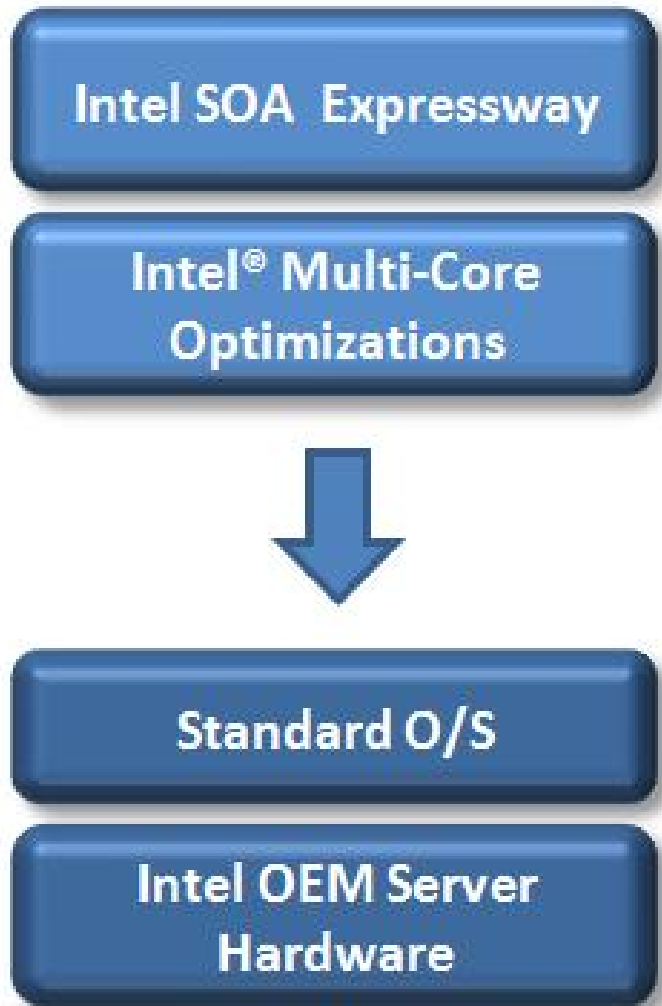 Intel SOA Expressway
Intel® Multi-Core
Optimizations
Standard O/S
Intel OEM Server
Hardware